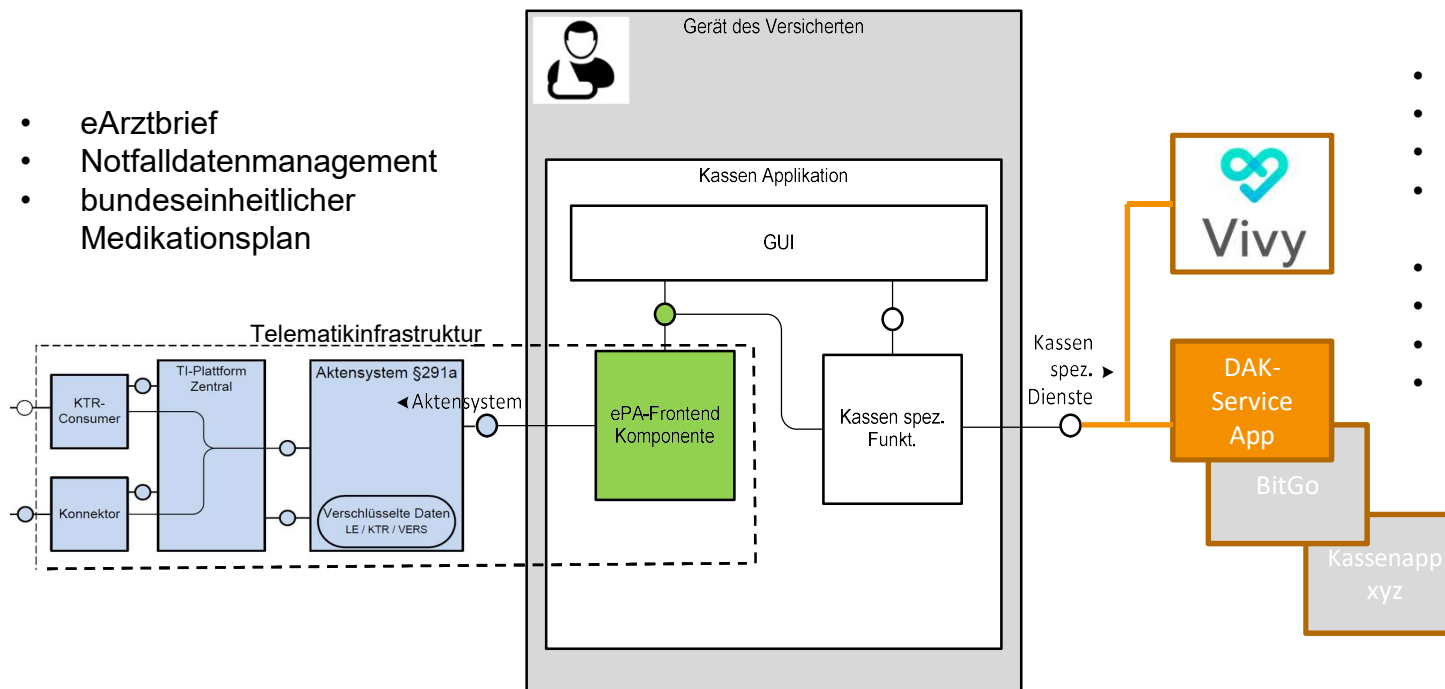 Gerät des Versicherten
• eArztbrief
• Notfalldatenmanagement
• bundeseinheitlicher
Medikationsplan
Kassen Applikation
GUI
Vivy
Telematikinfrastruktur
KTR-
Consumer
TI-Plattform
Zentral
Aktensystem §291a
◄ Aktensystem
Konnektor
Verschlüsselte Daten
LE / KTR / VERS
ePA-Frontend
Komponente
Kassen spez.
Funkt.
Kassen
spez. ►
Dienste
DAK-
Service
App
BitGo
Kassenapp
xyz
•
•
•
•
•
•
•
•